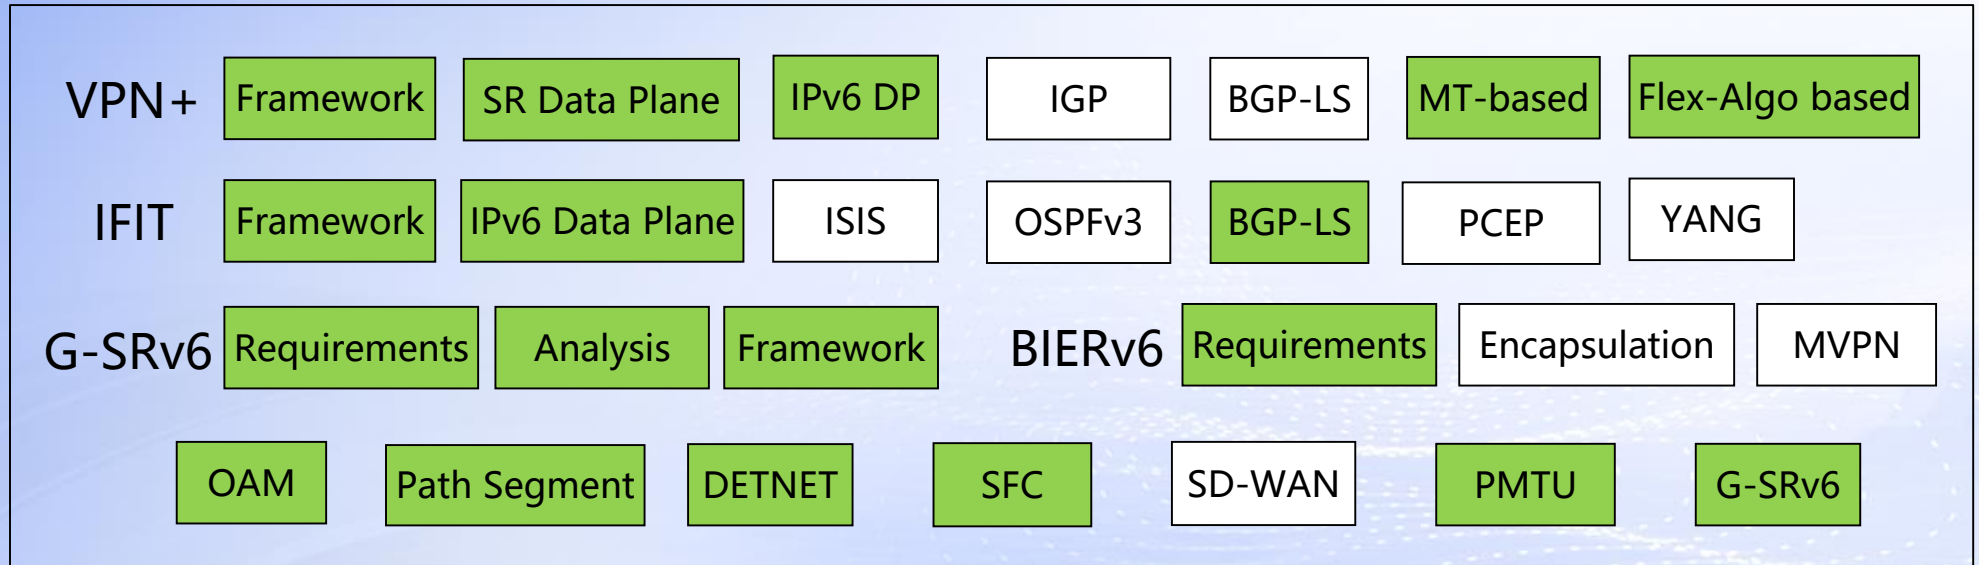 VPN+ Framework SR Data Plane IPv6 DP IGP BGP-LS MT-based Flex-Algo based
IFIT Framework IPv6 Data Plane ISIS OSPFv3 BGP-LS PCEP YANG
G-SRv6 Requirements Analysis Framework BIERv6 Requirements Encapsulation MVPN
OAM Path Segment DETNET SFC SD-WAN PMTU G-SRv6